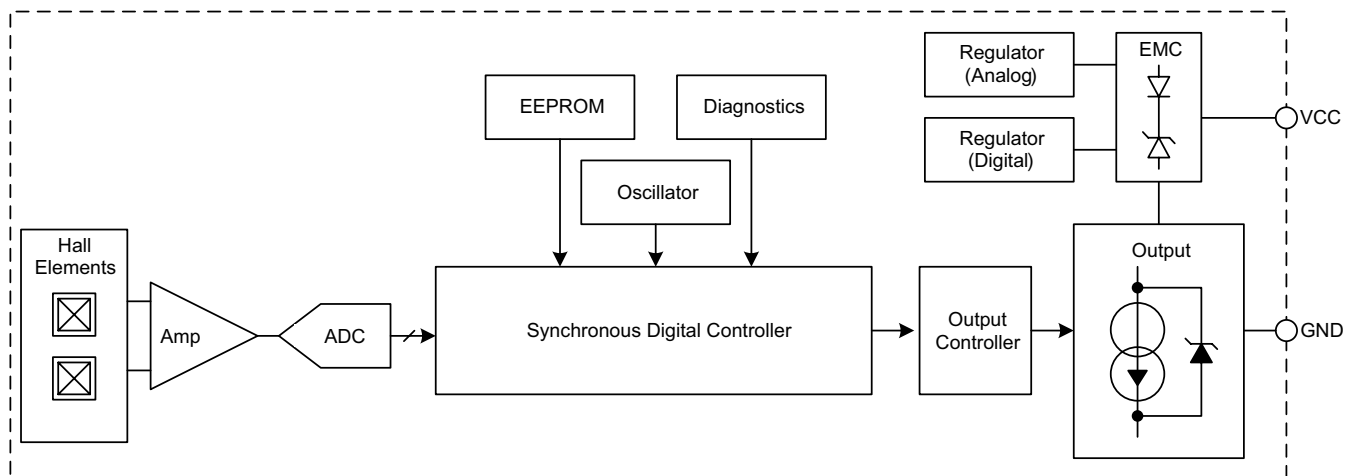 Regulator
(Analog)
EMC
EEPROM
Diagnostics
VCC
Regulator
(Digital)
Oscillator
Hall
Elements
Output
Amp
ADC
Synchronous Digital Controller
Output
Controller
GND